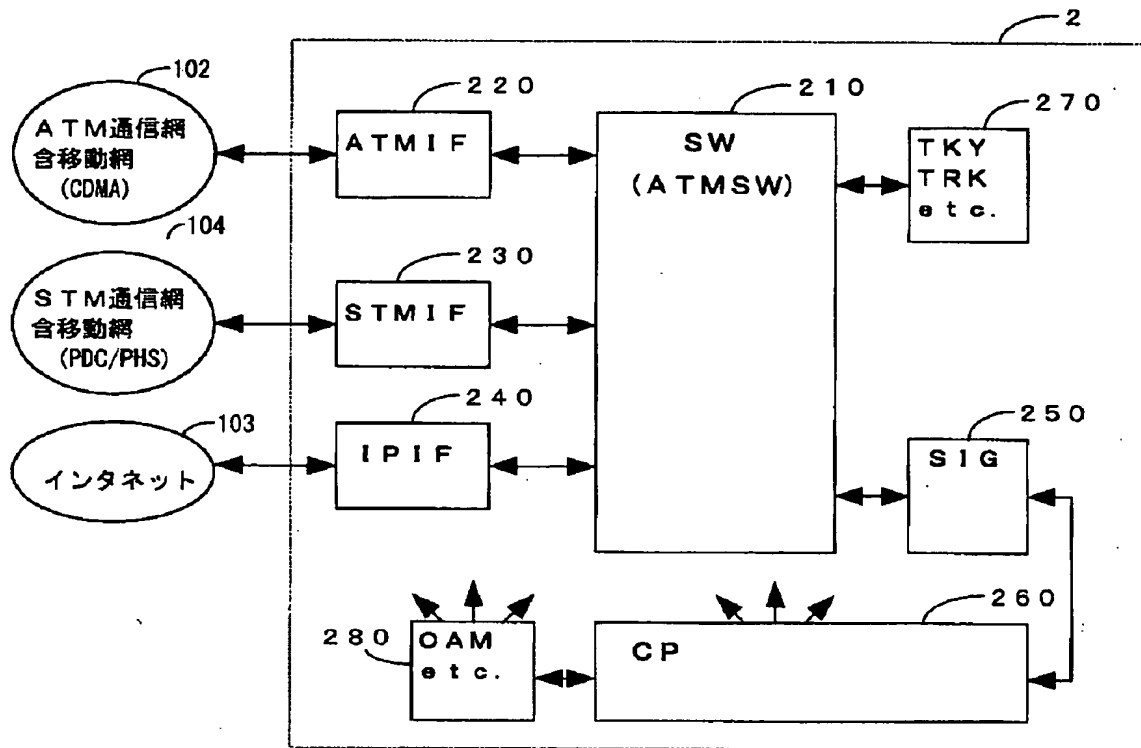 2
102
ATM通信網
含移動網
(CDMA)
220
ATMIF
210
SW
(ATMSW)
270
TKY
TRK
etc.
104
STM通信網
含移動網
(PDC/PHS)
230
STMIF
103
インタネット
240
IPIF
250
SIG
280
OAM
etc.
260
CP